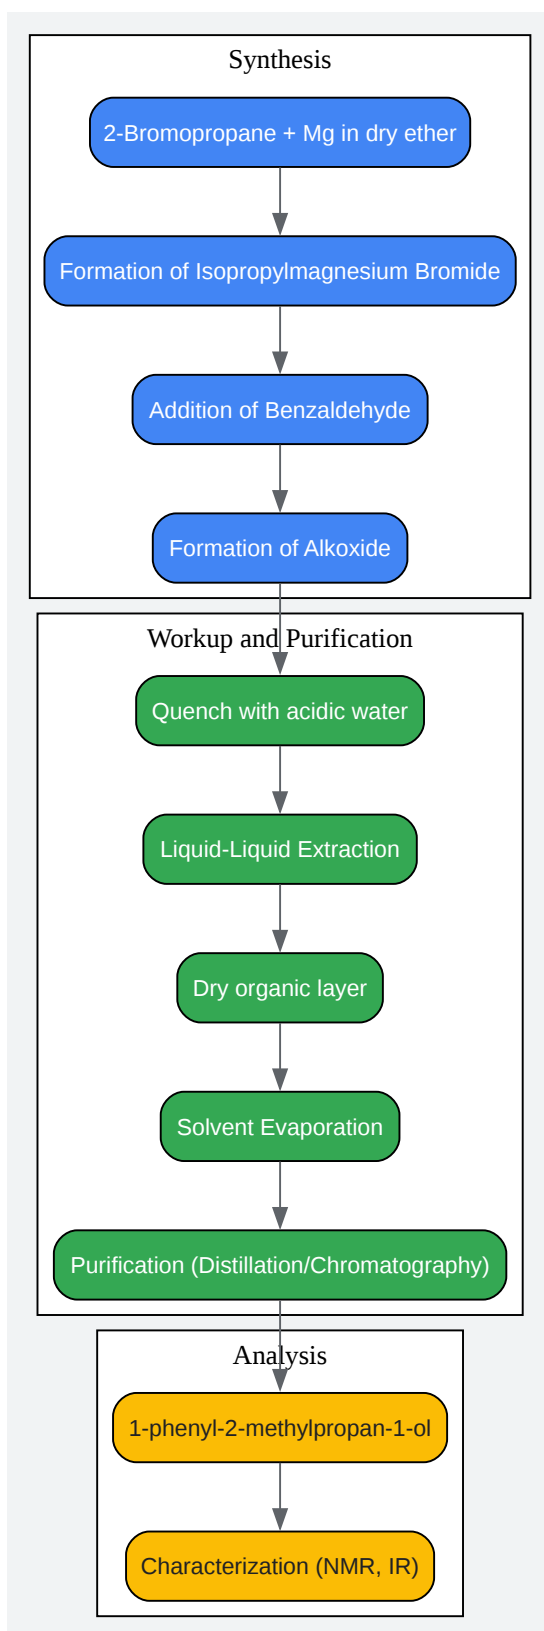 Synthesis
2-Bromopropane + Mg in dry ether
Formation of Isopropylmagnesium Bromide
Addition of Benzaldehyde
Formation of Alkoxide
Workup and Purification
Quench with acidic water
Liquid-Liquid Extraction
Dry organic layer
Solvent Evaporation
Purification (Distillation/Chromatography)
Analysis
1-phenyl-2-methylpropan-1-ol
Characterization (NMR, IR)